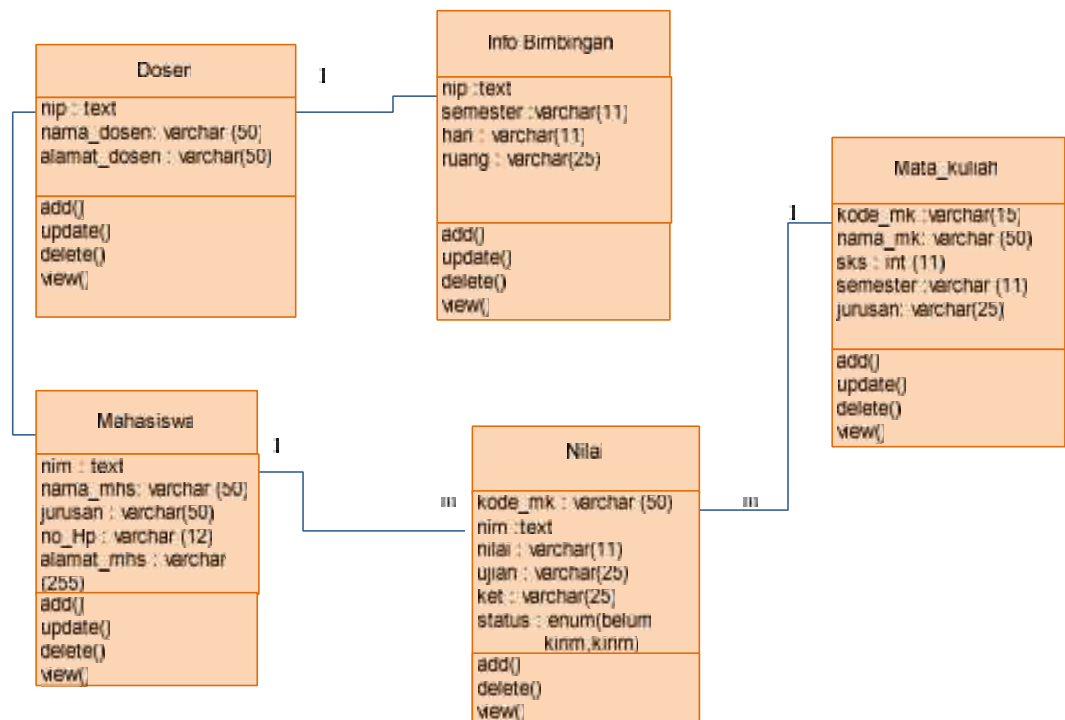 Dosen
nip : text
nama_dosen: varchar (50)
alamat_dosen : varchar(50)
add()
update()
delete()
view()
1
Info Bimbingan
nip :text
semester :varchar(11)
hari : varchar(11)
ruang : varchar(25)
add()
update()
delete()
view()
Mata_kuliah
kode_mk :varchar(15)
nama_mk: varchar (50)
sks : int (11)
semester :varchar (11)
jurusan: varchar(25)
add()
update()
delete()
view()
1
Mahasiswa
nim : text
nama_mhs: varchar (50)
jurusan : varchar(50)
no_Hp : varchar (12)
alamat_mhs : varchar
(255)
add()
update()
delete()
view()
1
m
Nilai
kode_mk : varchar (50)
nim :text
nilai : varchar(11)
ujian : varchar(25)
ket : varchar(25)
status : enum(belum
kirim,kirim)
add()
delete()
view()
m